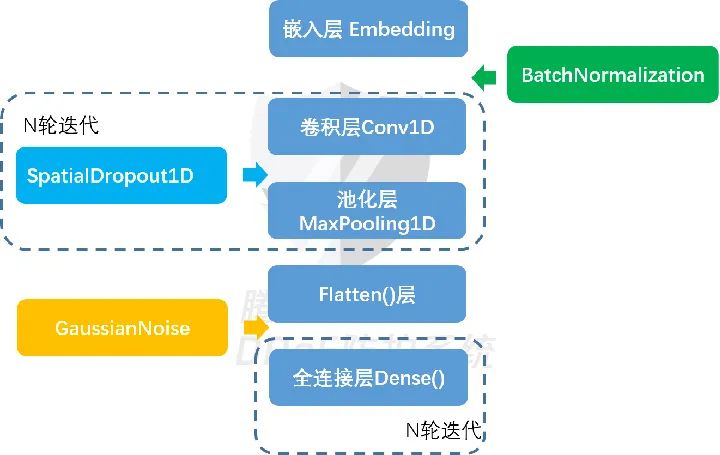 嵌入层 Embedding
BatchNormalization
N轮迭代
卷积层Conv1D
SpatialDropout1D
池化层
MaxPooling1D
Flatten()层
GaussianNoise
全连接层Dense()
N轮迭代